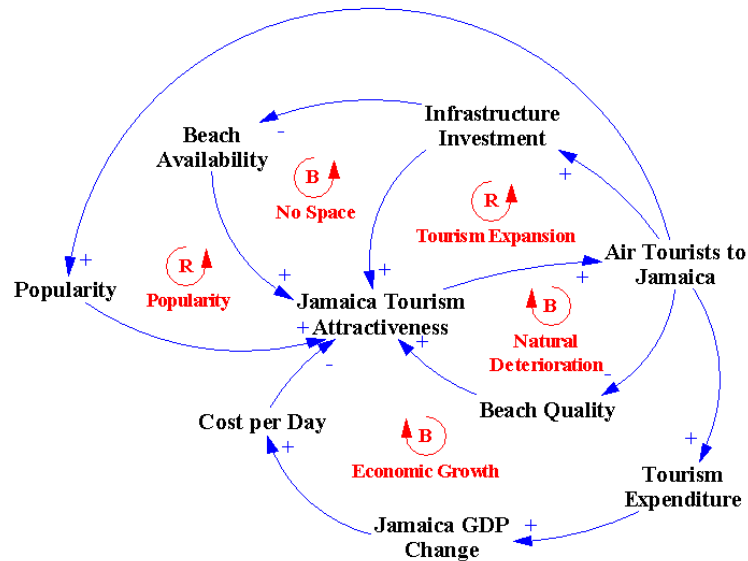 Infrastructure
Investment
Beach
Availability
-
+
B
No Space
R
Tourism Expansion
Air Tourists to
Jamaica
+
R
Popularity
Popularity
+
+
+
Jamaica Tourism
Attractiveness
+
B
Natural
Deterioration
+
-
+
-
Beach Quality
Cost per Day
B
Economic Growth
+
+
Tourism
Expenditure
Jamaica GDP
Change
+